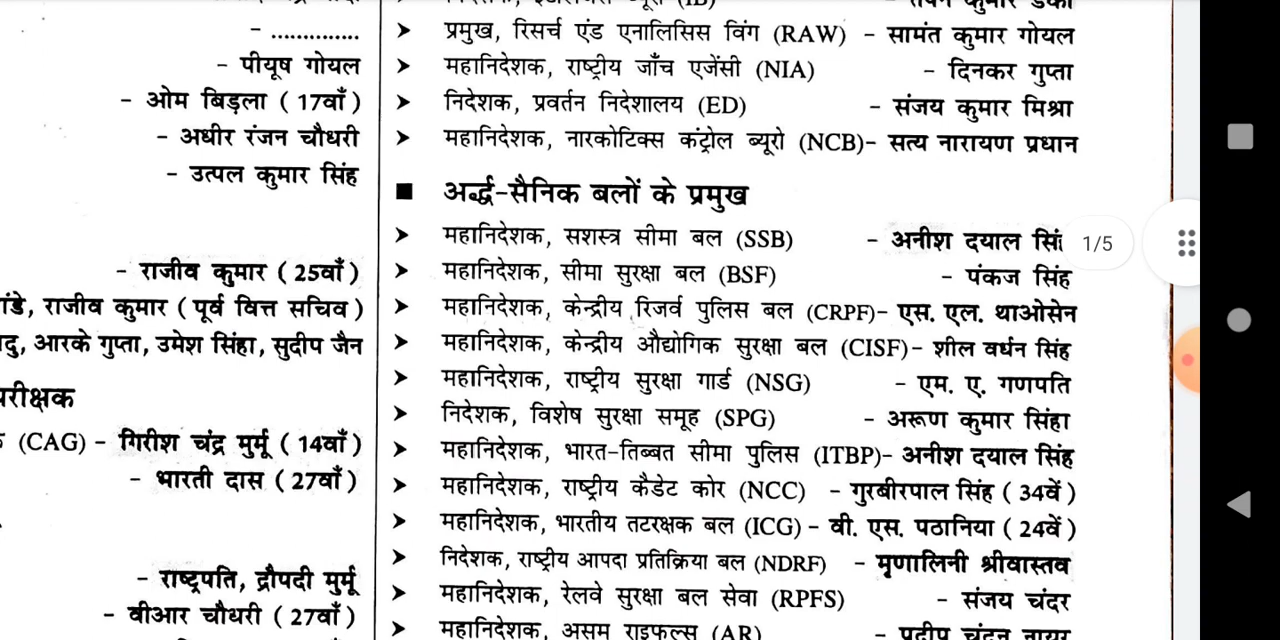 - ..............
- पीयूष गोयल
- ओम बिड़ला ( 17वाँ )
- अधीर रंजन चौधरी
- उत्पल कुमार सिंह
- राजीव कुमार ( 25वाँ )
राजीव कुमार ( पूर्व वित्त सचिव )
आरके गुप्ता, उमेश सिंहा, सुदीप जैन
(CAG) - गिरीश चंद्र मुर्मू ( 14वाँ )
- भारती दास ( 27वाँ )
- राष्ट्रपति, द्रौपदी मुर्मू
- वीआर चौधरी ( 27वाँ )
➤ प्रमुख, रिसर्च एंड एनालिसिस विंग (RAW) - सामंत कुमार गोयल
➤ महानिदेशक, राष्ट्रीय जाँच एजेंसी (NIA) - दिनकर गुप्ता
➤ निदेशक, प्रवर्तन निदेशालय (ED) - संजय कुमार मिश्रा
➤ महानिदेशक, नारकोटिक्स कंट्रोल ब्यूरो (NCB)- सत्य नारायण प्रधान
■ अर्द्ध-सैनिक बलों के प्रमुख
➤ महानिदेशक, सशस्त्र सीमा बल (SSB) - अनीश दयाल
➤ महानिदेशक, सीमा सुरक्षा बल (BSF) - पंकज सिंह
➤ महानिदेशक, केन्द्रीय रिजर्व पुलिस बल (CRPF)- एस. एल. थाओसेन
➤ महानिदेशक, केन्द्रीय औद्योगिक सुरक्षा बल (CISF)- शील वर्धन सिंह
➤ महानिदेशक, राष्ट्रीय सुरक्षा गार्ड (NSG) - एम. ए. गणपति
➤ निदेशक, विशेष सुरक्षा समूह (SPG) - अरूण कुमार सिंहा
➤ महानिदेशक, भारत-तिब्बत सीमा पुलिस (ITBP)- अनीश दयाल सिंह
➤ महानिदेशक, राष्ट्रीय कैडेट कोर (NCC) - गुरबीरपाल सिंह ( 34वें )
➤ महानिदेशक, भारतीय तटरक्षक बल (ICG) - वी. एस. पठानिया ( 24वें )
➤ निदेशक, राष्ट्रीय आपदा प्रतिक्रिया बल (NDRF) - मृणालिनी श्रीवास्तव
➤ महानिदेशक, रेलवे सुरक्षा बल सेवा (RPFS) - संजय चंदर
➤ महानिदेशक, असम राइफल्स (AR)
1/5